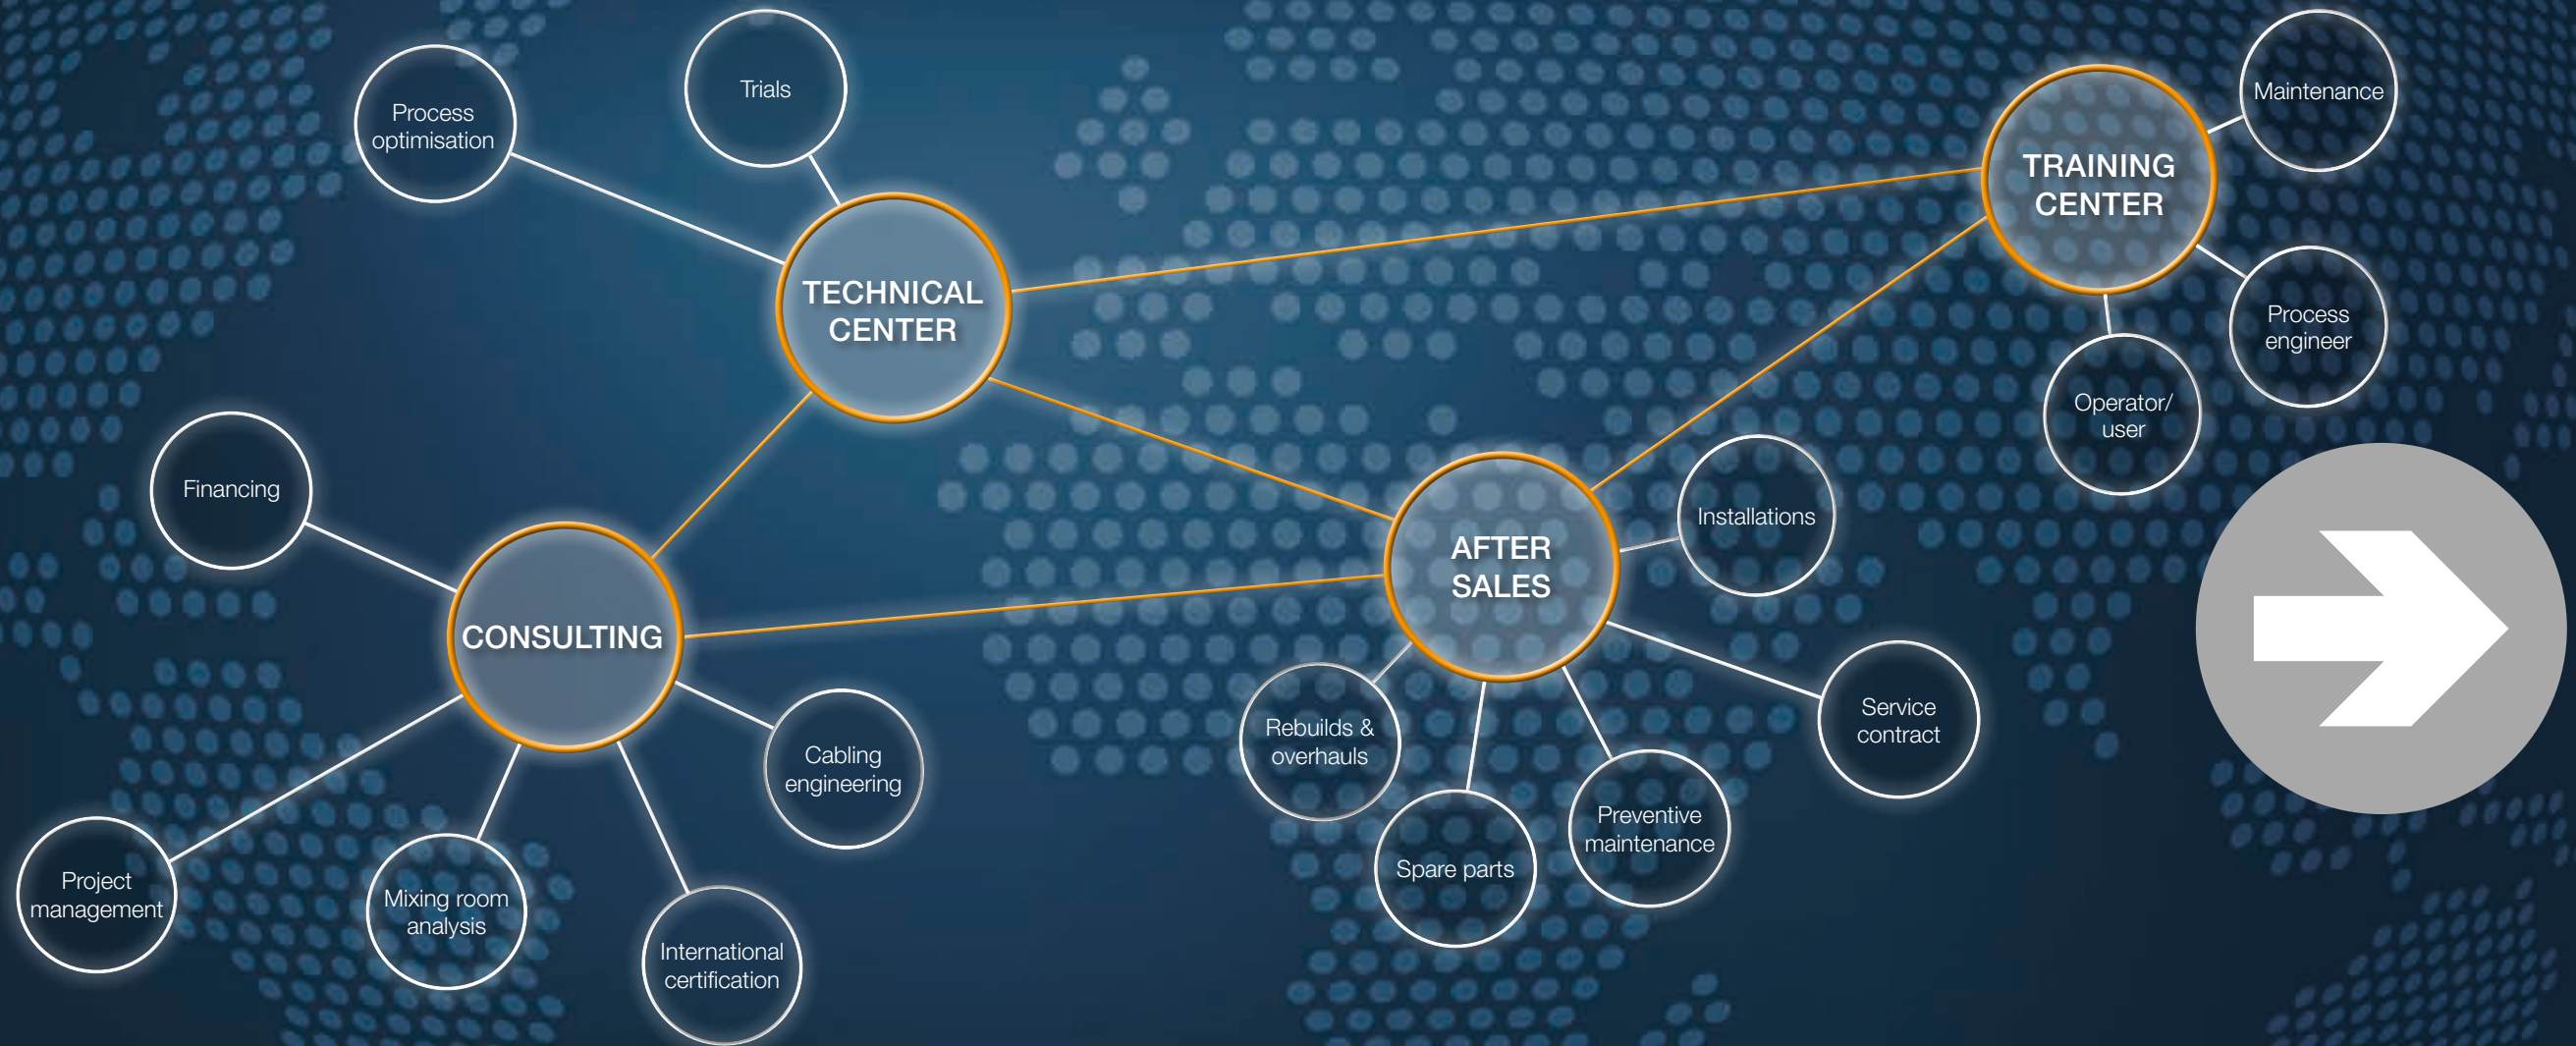 Process
optimisation
Trials
TECHNICAL
CENTER
TRAINING
CENTER
Maintenance
Process
engineer
Operator/
user
Financing
CONSULTING
Project
management
Mixing room
analysis
International
certification
Cabling
engineering
AFTER
SALES
Installations
Service
contract
Rebuilds &
overhauls
Spare parts
Preventive
maintenance